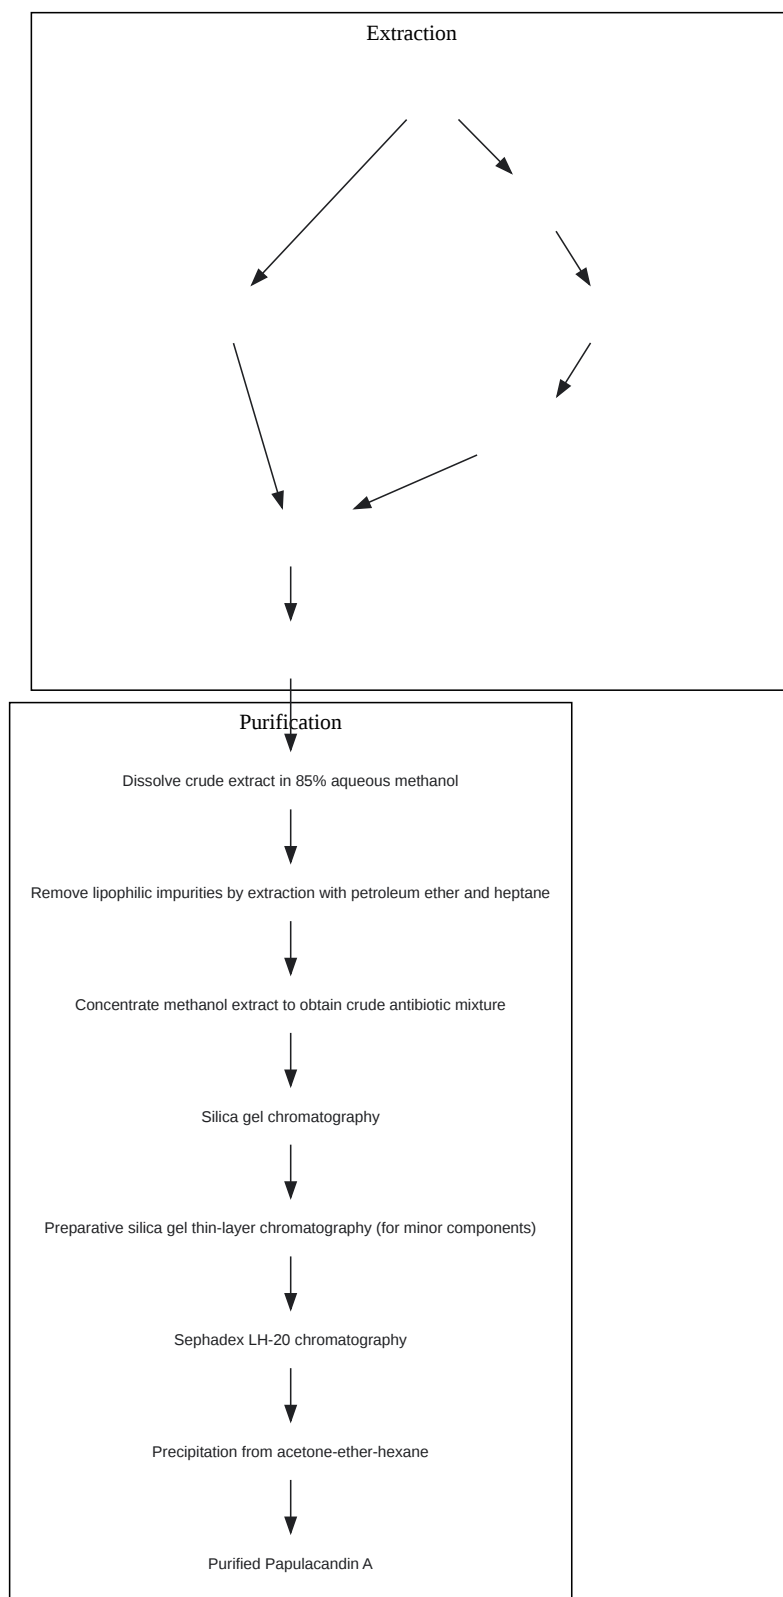 Extraction
Purification
Dissolve crude extract in 85% aqueous methanol
Remove lipophilic impurities by extraction with petroleum ether and heptane
Concentrate methanol extract to obtain crude antibiotic mixture
Silica gel chromatography
Preparative silica gel thin-layer chromatography (for minor components)
Sephadex LH-20 chromatography
Precipitation from acetone-ether-hexane
Purified Papulacandin A